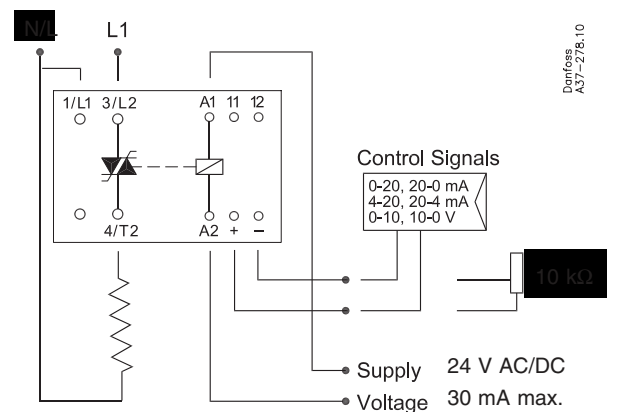 N/L
L1
Danfoss
A37-278.10
1/L1 3/L2 A1 11 12
4/T2 A2 + −
Control Signals
0-20, 20-0 mA
4-20, 20-4 mA
0-10, 10-0 V
10 kΩ
Supply 24 V AC/DC
Voltage 30 mA max.